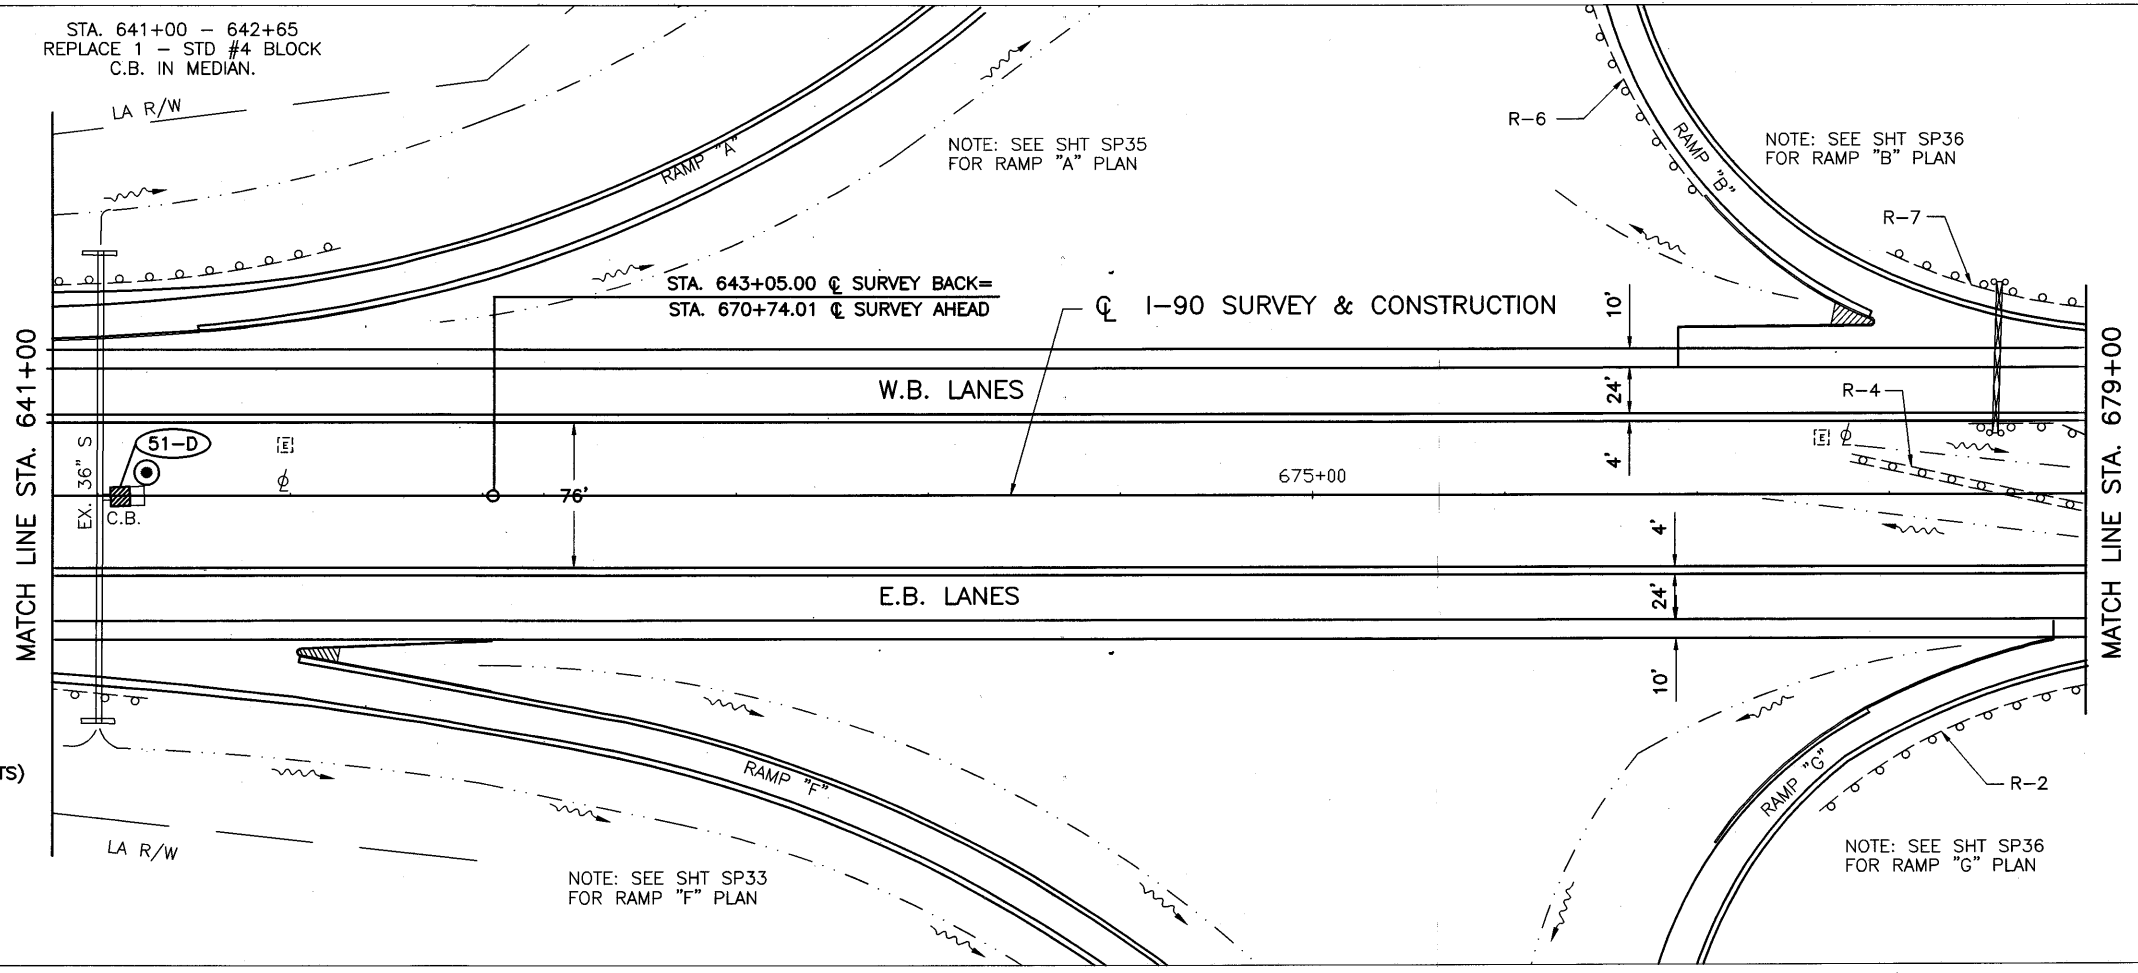 STA. 641+00 – 642+65
REPLACE 1 – STD #4 BLOCK
C.B. IN MEDIAN.
LA R/W
RAMP "A"
NOTE: SEE SHT SP35
FOR RAMP "A" PLAN
R-6
RAMP "B"
NOTE: SEE SHT SP36
FOR RAMP "B" PLAN
R-7
STA. 643+05.00 ℄ SURVEY BACK=
STA. 670+74.01 ℄ SURVEY AHEAD
℄ I-90 SURVEY & CONSTRUCTION
10'
MATCH LINE STA. 641+00
W.B. LANES
24'
R-4
MATCH LINE STA. 679+00
EX. 36" S
51-D
E
E
4'
76'
675+00
C.B.
4'
E.B. LANES
24'
10'
RAMP "F"
RAMP "G"
TS)
R-2
LA R/W
NOTE: SEE SHT SP33
FOR RAMP "F" PLAN
NOTE: SEE SHT SP36
FOR RAMP "G" PLAN